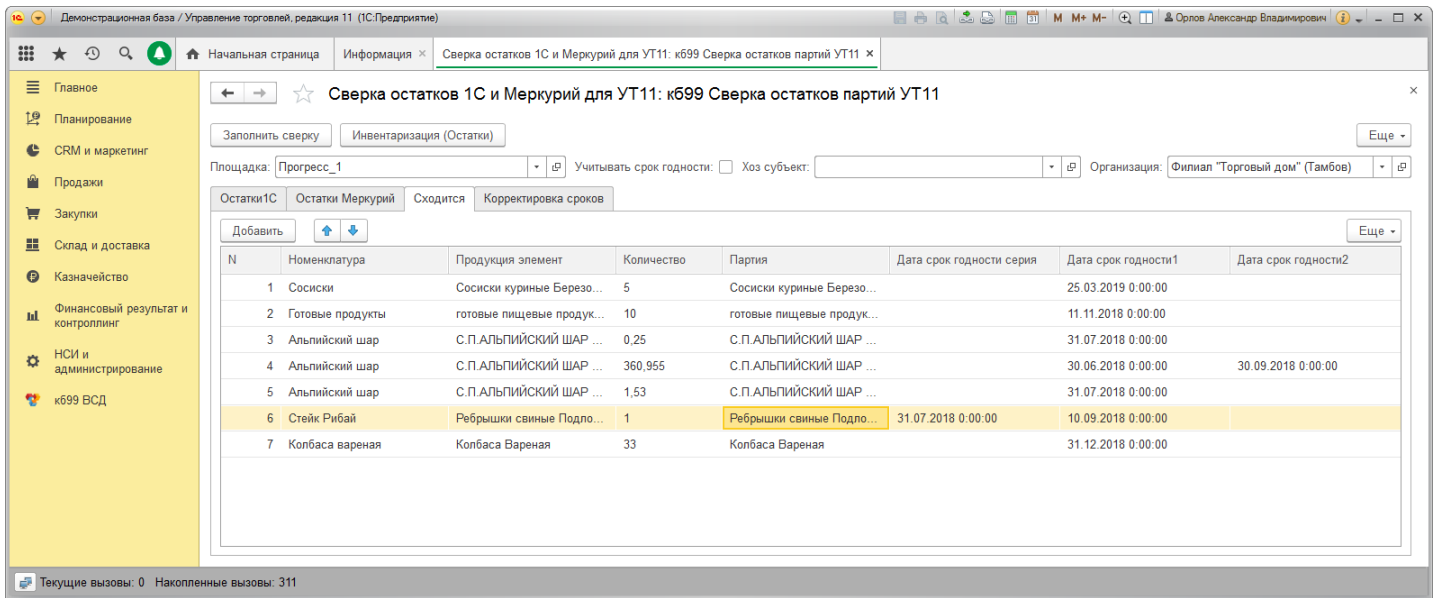 Демонстрационная база / Управление торговлей, редакция 11 (1С:Предприятие)
M M+ M- Орлов Александр Владимирович
Начальная страница Информация × Сверка остатков 1С и Меркурий для УТ11: кб99 Сверка остатков партий УТ11 ×
Главное
Планирование
CRM и маркетинг
Продажи
Закупки
Склад и доставка
Казначейство
Финансовый результат и
контроллинг
НСИ и
администрирование
кб99 ВСД
Сверка остатков 1С и Меркурий для УТ11: кб99 Сверка остатков партий УТ11
Заполнить сверку Инвентаризация (Остатки) Еще
Площадка: Прогресс_1 Учитывать срок годности: Хоз субъект: Организация: Филиал "Торговый дом" (Тамбов)
Остатки1С Остатки Меркурий Сходится Корректировка сроков
Добавить Еще
N Номенклатура Продукция элемент Количество Партия Дата срок годности серия Дата срок годности1 Дата срок годности2
1 Сосиски Сосиски куриные Березо... 5 Сосиски куриные Березо... 25.03.2019 0:00:00
2 Готовые продукты готовые пищевые продук... 10 готовые пищевые продук... 11.11.2018 0:00:00
3 Альпийский шар С.П.АЛЬПИЙСКИЙ ШАР ... 0,25 С.П.АЛЬПИЙСКИЙ ШАР ... 31.07.2018 0:00:00
4 Альпийский шар С.П.АЛЬПИЙСКИЙ ШАР ... 360,955 С.П.АЛЬПИЙСКИЙ ШАР ... 30.06.2018 0:00:00 30.09.2018 0:00:00
5 Альпийский шар С.П.АЛЬПИЙСКИЙ ШАР ... 1,53 С.П.АЛЬПИЙСКИЙ ШАР ... 31.07.2018 0:00:00
6 Стейк Рибай Ребрышки свиные Подло... 1 Ребрышки свиные Подло... 31.07.2018 0:00:00 10.09.2018 0:00:00
7 Колбаса вареная Колбаса Вареная 33 Колбаса Вареная 31.12.2018 0:00:00
Текущие вызовы: 0 Накопленные вызовы: 311